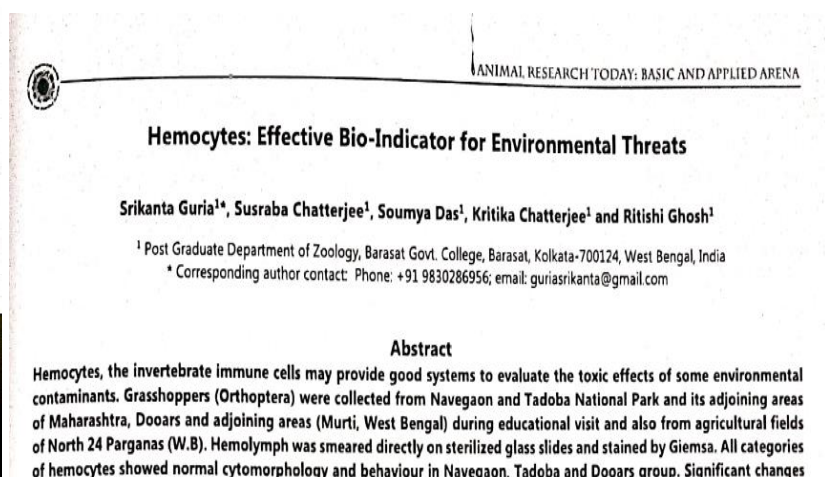 ANIMAL RESEARCH TODAY: BASIC AND APPLIED ARENA
Hemocytes: Effective Bio-Indicator for Environmental Threats
Srikanta Guria¹*, Susraba Chatterjee¹, Soumya Das¹, Kritika Chatterjee¹ and Ritishi Ghosh¹
¹ Post Graduate Department of Zoology, Barasat Govt. College, Barasat, Kolkata-700124, West Bengal, India
* Corresponding author contact: Phone: +91 9830286956; email: guriasrikanta@gmail.com
Abstract
Hemocytes, the invertebrate immune cells may provide good systems to evaluate the toxic effects of some environmental
contaminants. Grasshoppers (Orthoptera) were collected from Navegaon and Tadoba National Park and its adjoining areas
of Maharashtra, Dooars and adjoining areas (Murti, West Bengal) during educational visit and also from agricultural fields
of North 24 Parganas (W.B). Hemolymph was smeared directly on sterilized glass slides and stained by Giemsa. All categories
of hemocytes showed normal cytomorphology and behaviour in Navegaon, Tadoba and Dooars group. Significant changes